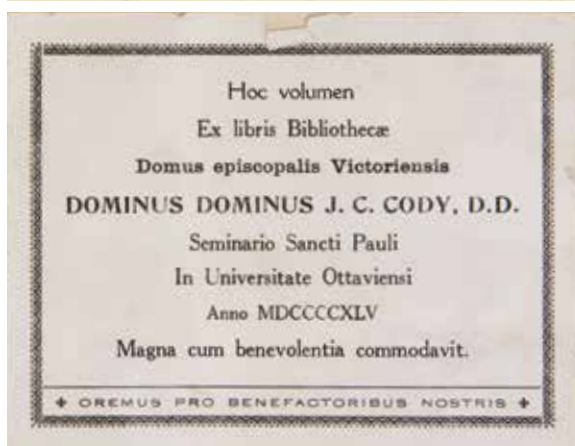 Hoc volumen
Ex libris Bibliothecæ
Domus episcopalis Victoriensis
DOMINUS DOMINUS J. C. CODY, D.D.
Seminario Sancti Pauli
In Universitate Ottaviensi
Anno MDCCCCXLV
Magna cum benevolentia commodavit.
✦ OREMUS PRO BENEFACTORIBUS NOSTRIS ✦